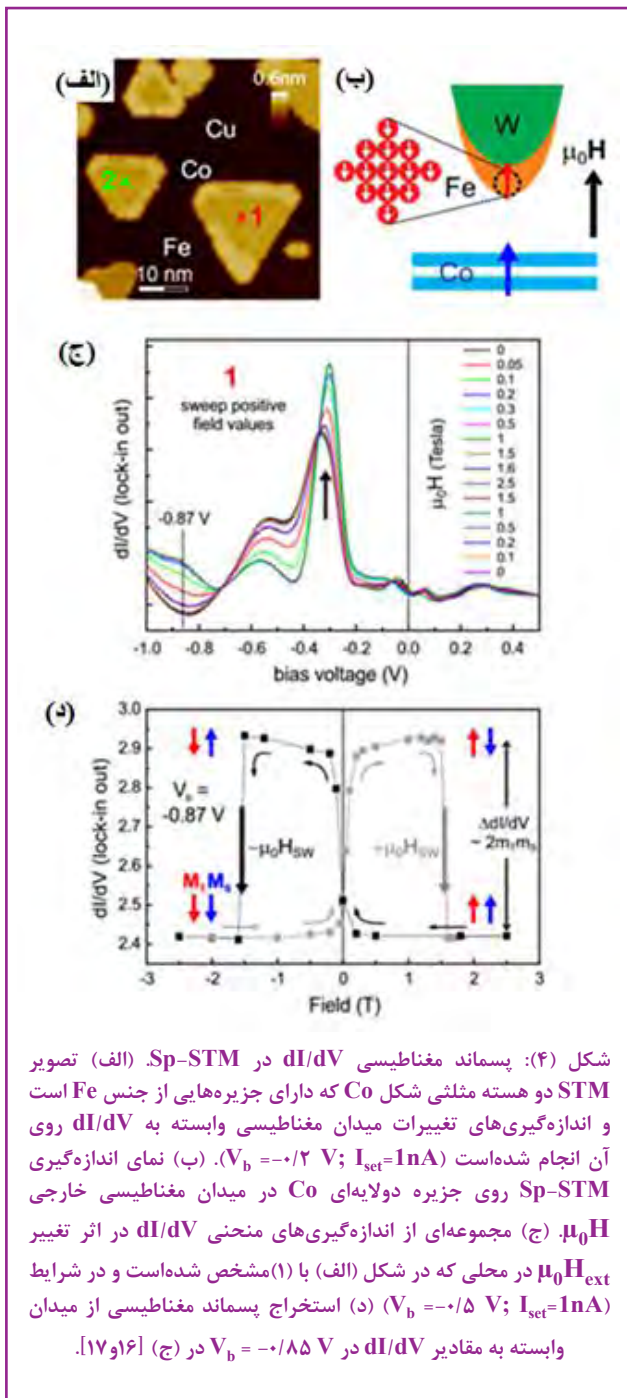 (الف)
0.6nm
Cu
Co
2
1
Fe
10 nm
(ب)
W
Fe
μ₀H
Co
(ج)
1
sweep positive
field values
-0.87 V
dI/dV (lock-in out)
μ₀H (Tesla)
0
0.05
0.1
0.2
0.3
0.5
1
1.5
1.6
2.5
1.5
1
0.5
0.2
0.1
0
-1.0 -0.8 -0.6 -0.4 -0.2 0.0 0.2 0.4
bias voltage (V)
(د)
3.0
2.9
2.8
2.7
2.6
2.5
2.4
dI/dV (lock-in out)
Vs =
-0.87 V
−μ₀HSW
+μ₀HSW
ΔdI/dV
~ 2mTmS
MT MS
-3 -2 -1 0 1 2 3
Field (T)
شکل (۴): پسماند مغناطیسی dI/dV در Sp-STM. (الف) تصویر
STM دو هسته مثلثی شکل Co که دارای جزیره‌هایی از جنس Fe است
و اندازه‌گیری‌های تغییرات میدان مغناطیسی وابسته به dI/dV روی
آن انجام شده‌است (Vb =-۰/۲ V; Iset=1nA). (ب) نمای اندازه‌گیری
Sp-STM روی جزیره دولایه‌ای Co در میدان مغناطیسی خارجی
μ₀H. (ج) مجموعه‌ای از اندازه‌گیری‌های منحنی dI/dV در اثر تغییر
μ₀Hext در محلی که در شکل (الف) با (۱)مشخص شده‌است و در شرایط
(Vb =-۰/۵ V; Iset=1nA) (د) استخراج پسماند مغناطیسی از میدان
وابسته به مقادیر dI/dV در Vb = -۰/۸۵ V در (ج) [۱۶و۱۷].